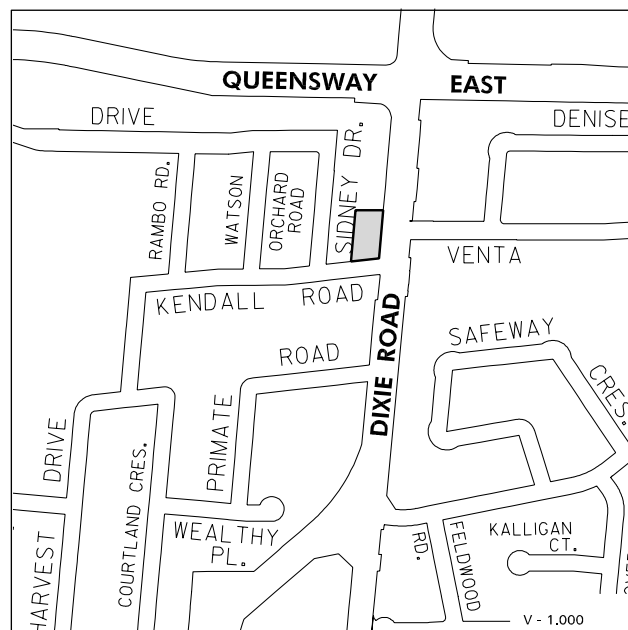 QUEENSWAY EAST
DRIVE
DENISE
SIDNEY DR.
RAMBO RD.
WATSON
ORCHARD
ROAD
VENTA
KENDALL ROAD
DIXIE ROAD
SAFEWAY
CRES.
ROAD
PRIMATE
DRIVE
COURTLAND CRES.
WEALTHY
PL.
HARVEST
RD.
FELDWOOD
KALLIGAN
CT.
V - 1.000